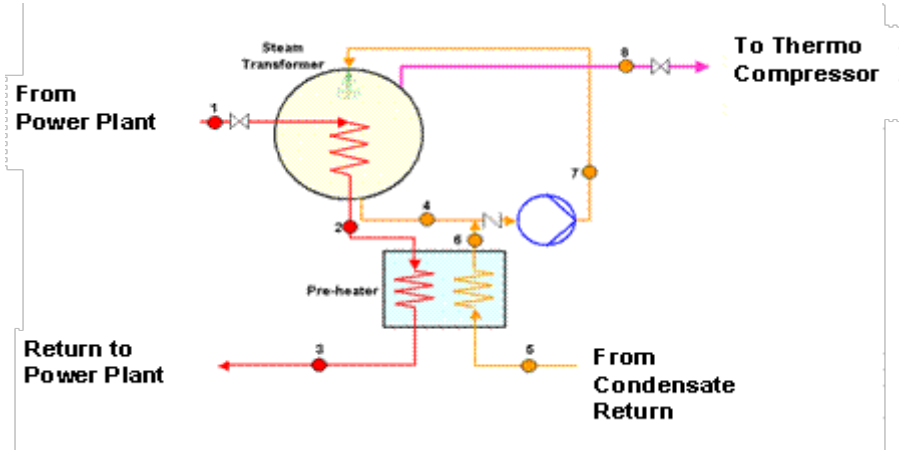 Steam
Transformer
8
To Thermo
Compressor
From
Power Plant
1
7
4
2
6
Pre-heater
Return to
Power Plant
3
5
From
Condensate
Return